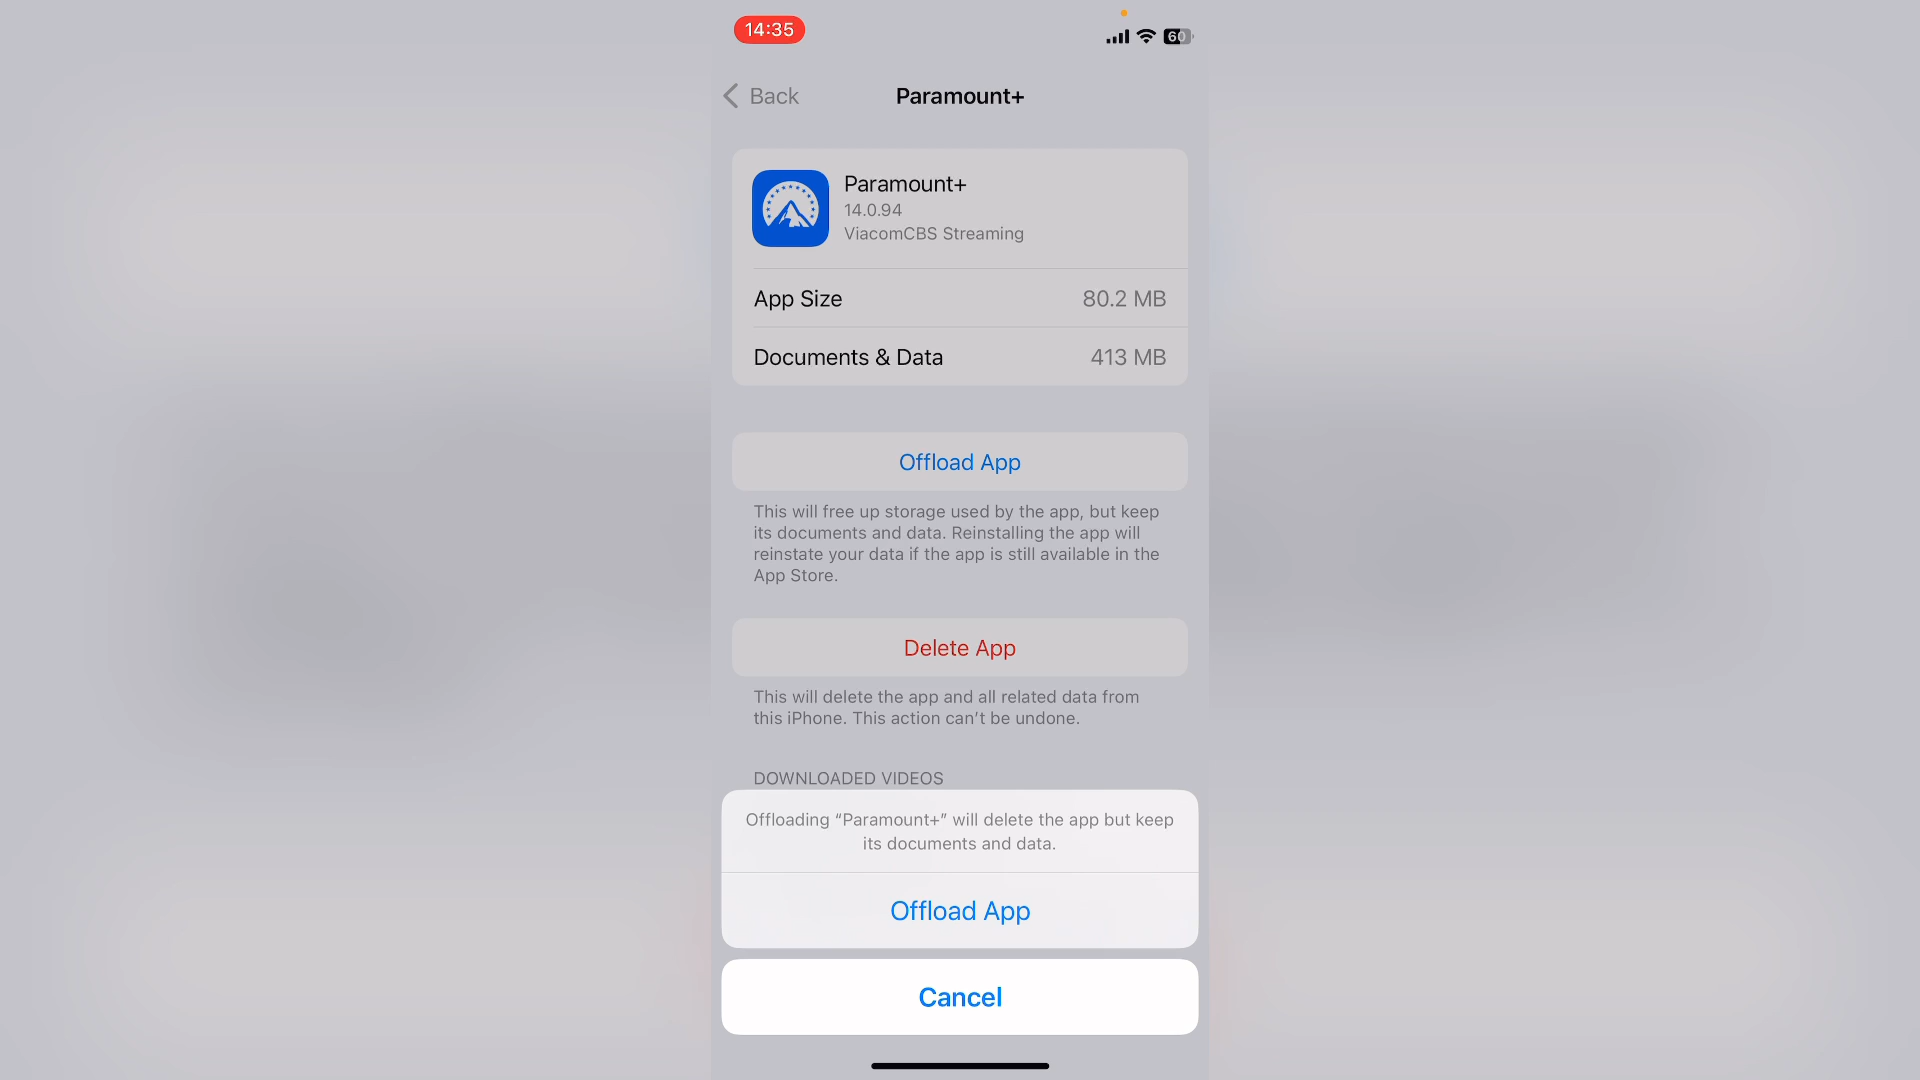 14:35
60
Back
Paramount+
Paramount+
14.0.94
ViacomCBS Streaming
App Size
80.2 MB
Documents & Data
413 MB
Offload App
This will free up storage used by the app, but keep
its documents and data. Reinstalling the app will
reinstate your data if the app is still available in the
App Store.
Delete App
This will delete the app and all related data from
this iPhone. This action can’t be undone.
DOWNLOADED VIDEOS
Offloading “Paramount+” will delete the app but keep
its documents and data.
Offload App
Cancel